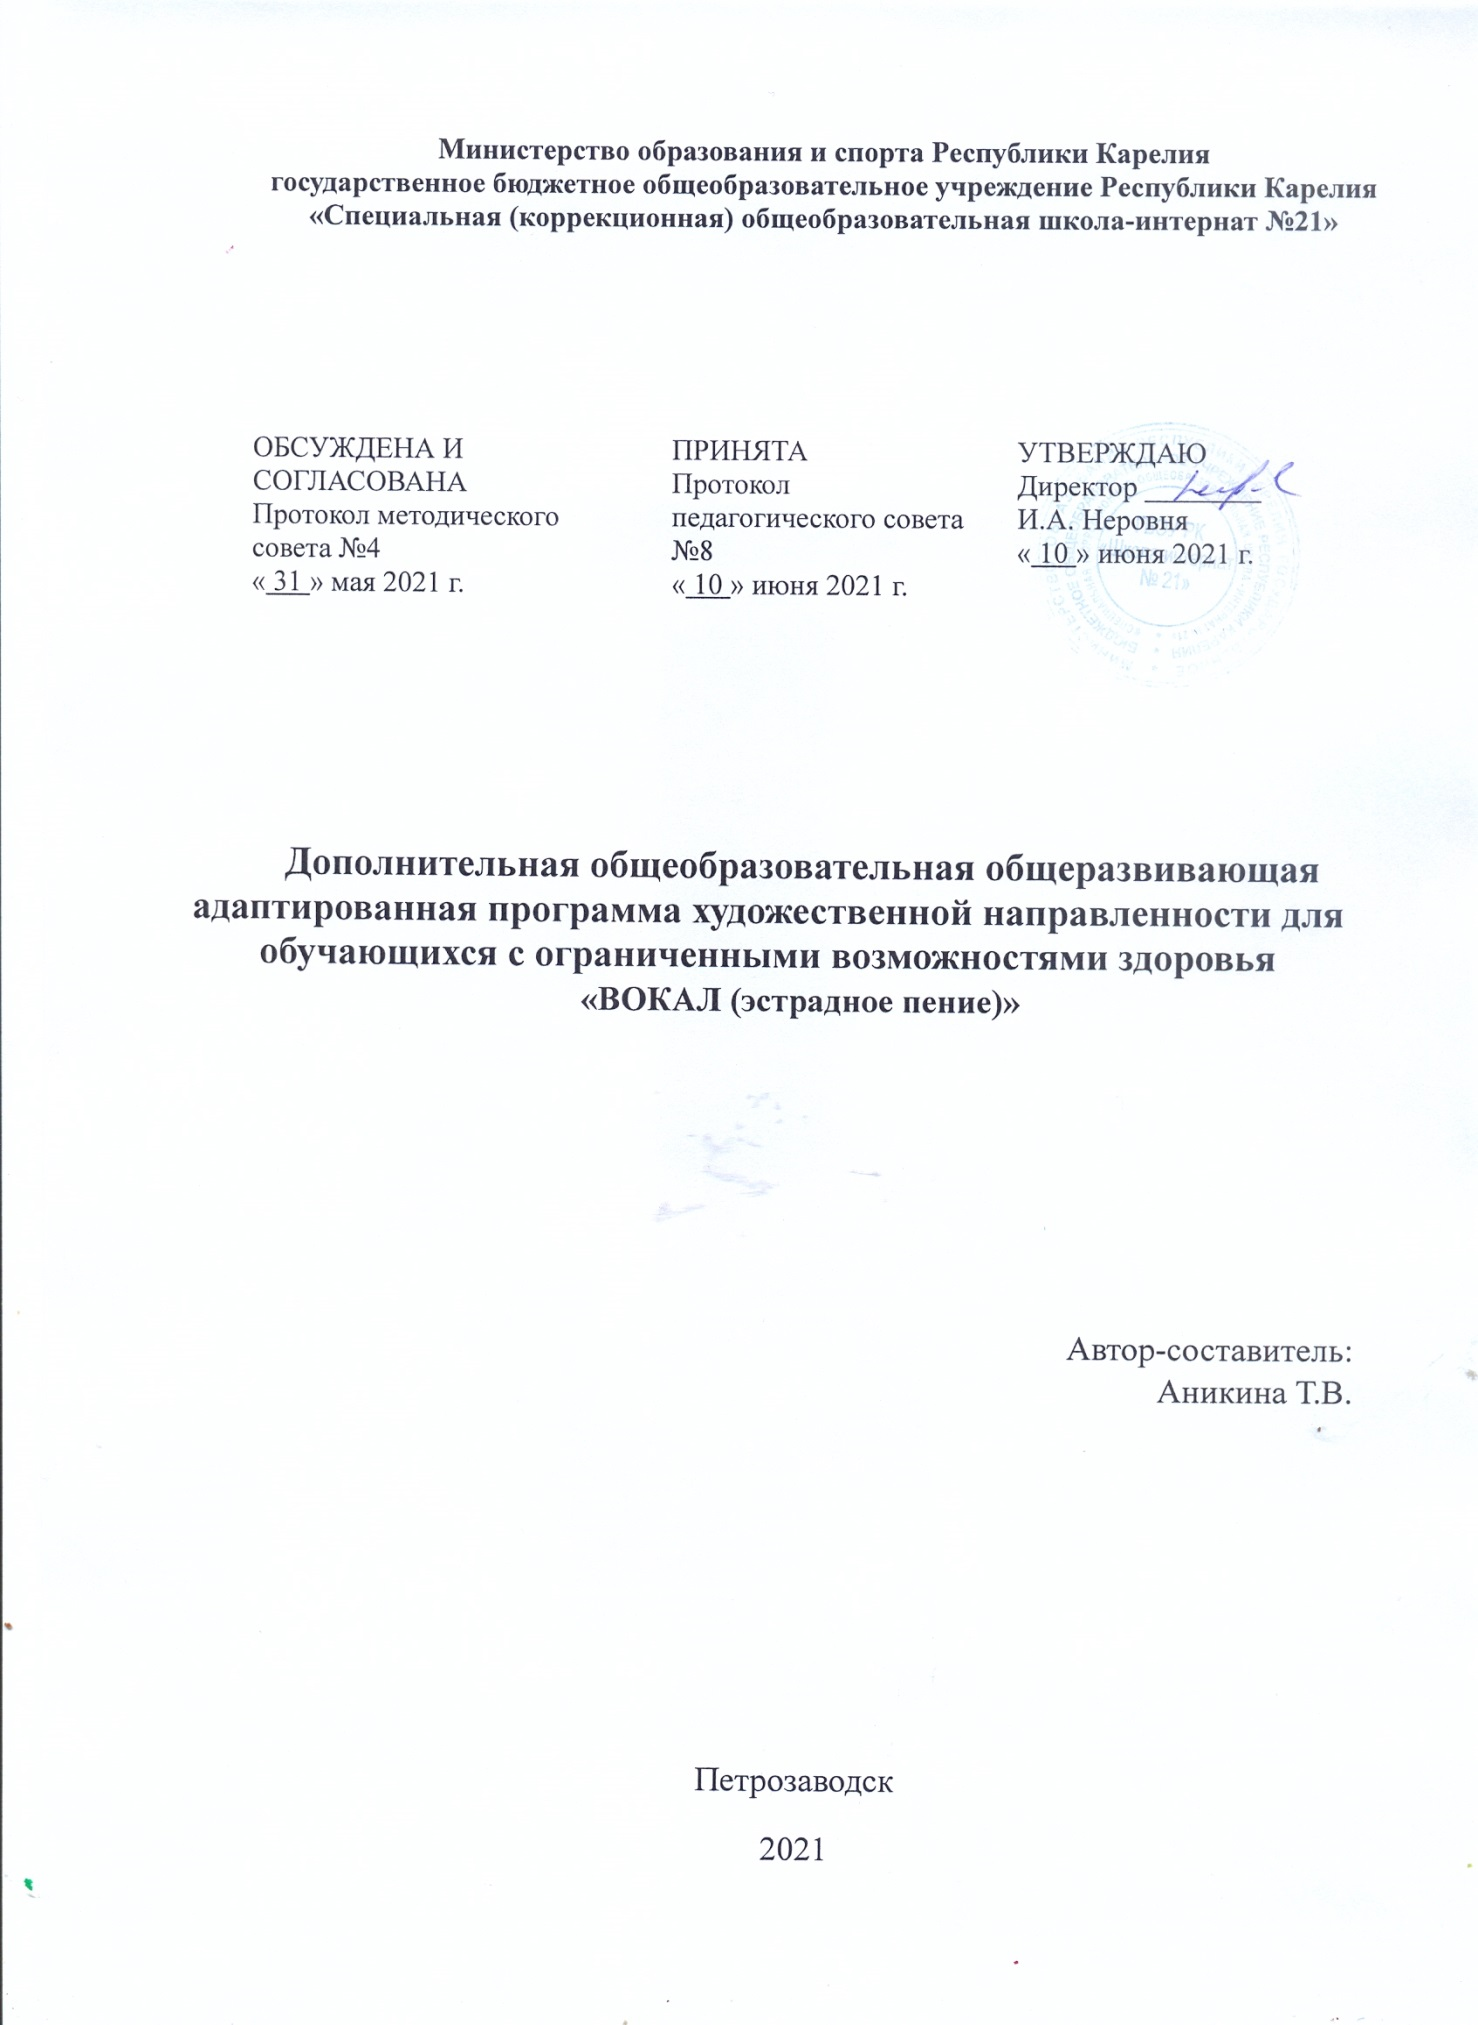 Министерство образования и спорта Республики Карелия
государственное бюджетное общеобразовательное учреждение Республики Карелия
«Специальная (коррекционная) общеобразовательная школа-интернат №21»
ОБСУЖДЕНА И
СОГЛАСОВАНА
Протокол методического
совета №4
« 31 » мая 2021 г.
ПРИНЯТА
Протокол
педагогического совета
№8
« 10 » июня 2021 г.
УТВЕРЖДАЮ
Директор ________
И.А. Неровня
« 10 » июня 2021 г.
№ 21»
Дополнительная общеобразовательная общеразвивающая
адаптированная программа художественной направленности для
обучающихся с ограниченными возможностями здоровья
«ВОКАЛ (эстрадное пение)»
Автор-составитель:
Аникина Т.В.
Петрозаводск
2021